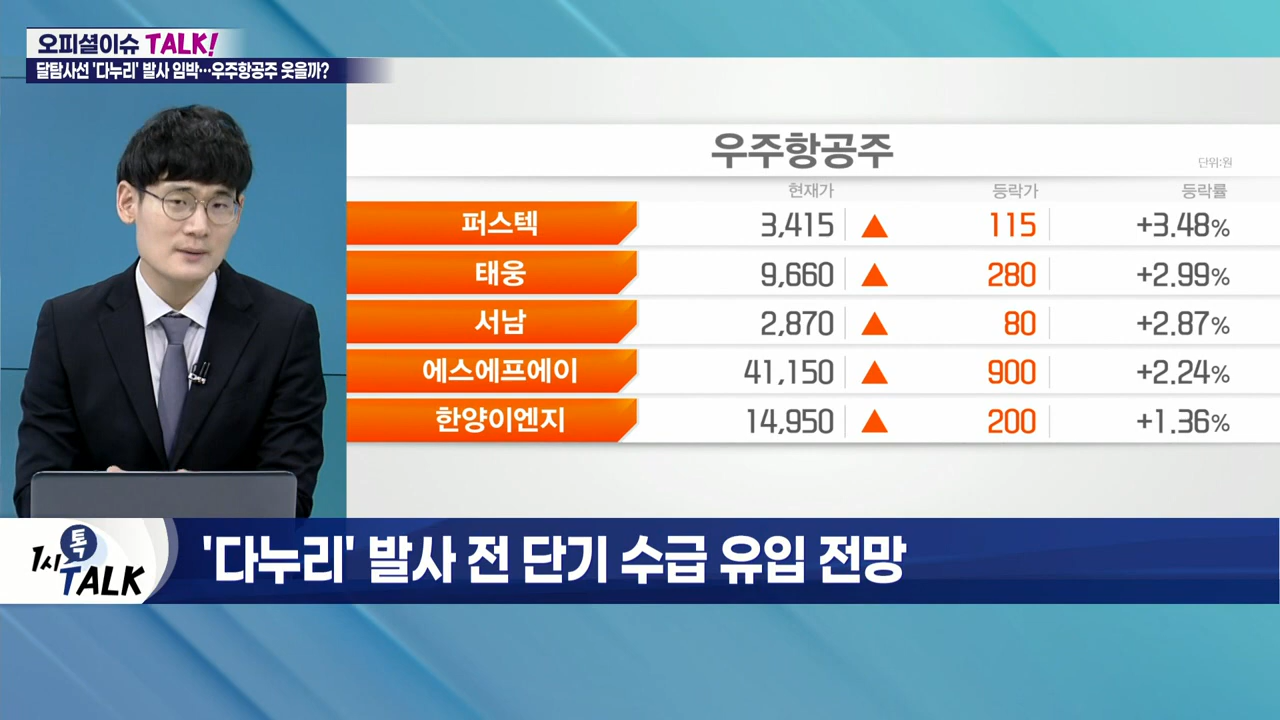 오피셜이슈 TALK!
달탐사선 '다누리' 발사 임박…우주항공주 웃을까?
우주항공주
단위:원
현재가 등락가 등락률
퍼스텍 3,415 ▲ 115 +3.48%
태웅 9,660 ▲ 280 +2.99%
서남 2,870 ▲ 80 +2.87%
에스에프에이 41,150 ▲ 900 +2.24%
한양이엔지 14,950 ▲ 200 +1.36%
1시 톡 TALK
'다누리' 발사 전 단기 수급 유입 전망